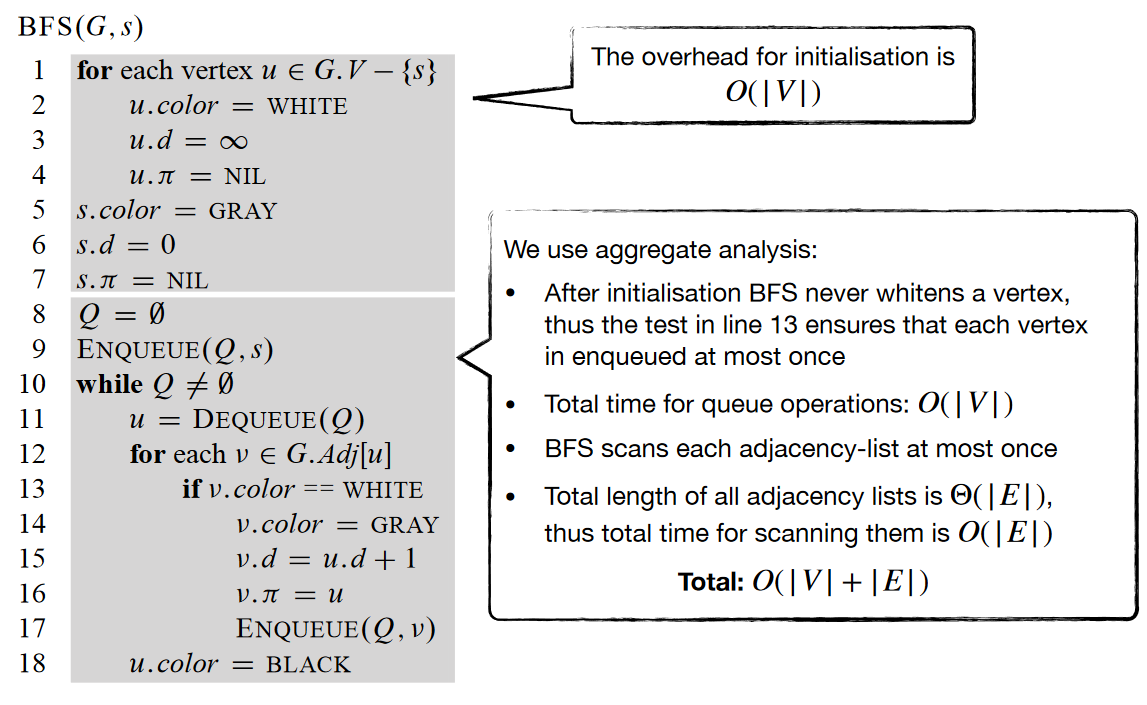 BFS(G, s)
1 for each vertex u ∈ G.V − {s}
2 u.color = WHITE
3 u.d = ∞
4 u.π = NIL
5 s.color = GRAY
6 s.d = 0
7 s.π = NIL
8 Q = ∅
9 ENQUEUE(Q, s)
10 while Q ≠ ∅
11 u = DEQUEUE(Q)
12 for each v ∈ G.Adj[u]
13 if v.color == WHITE
14 v.color = GRAY
15 v.d = u.d + 1
16 v.π = u
17 ENQUEUE(Q, v)
18 u.color = BLACK
The overhead for initialisation is
O(|V|)
We use aggregate analysis:
• After initialisation BFS never whitens a vertex,
thus the test in line 13 ensures that each vertex
in enqueued at most once
• Total time for queue operations: O(|V|)
• BFS scans each adjacency-list at most once
• Total length of all adjacency lists is Θ(|E|),
thus total time for scanning them is O(|E|)
Total: O(|V| + |E|)